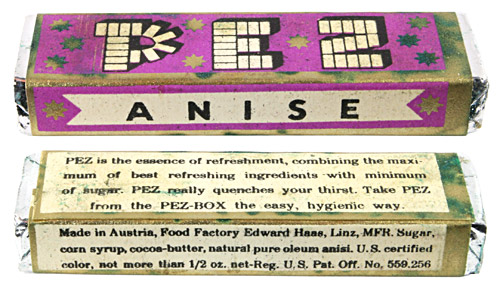 PEZ
ANISE
PEZ is the essence of refreshment, combining the maxi-
mum of best refreshing ingredients with minimum
of sugar. PEZ really quenches your thirst. Take PEZ
from the PEZ-BOX the easy, hygienic way.
Made in Austria, Food Factory Edward Haas, Linz, MFR. Sugar,
corn syrup, cocoa-butter, natural pure oleum anisi. U.S. certified
color, not more than 1/2 oz. net-Reg. U.S. Pat. Off. No, 559.256